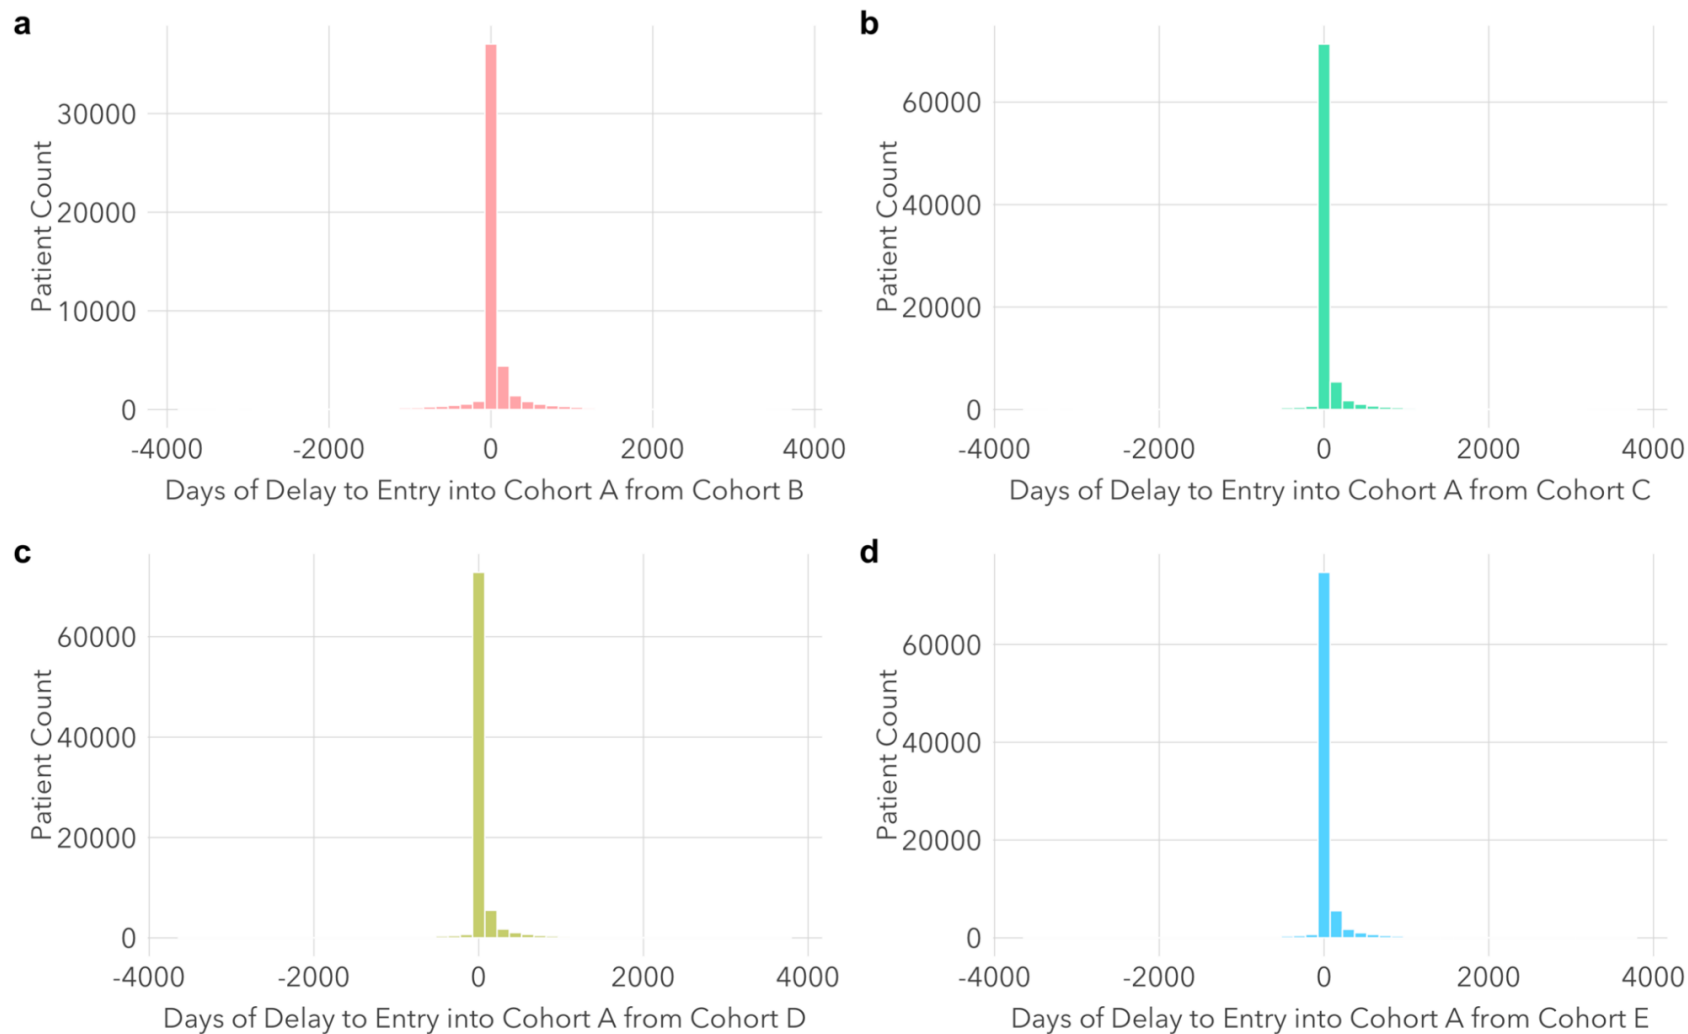 a
30000
20000
10000
0
Patient Count
-4000 -2000 0 2000 4000
Days of Delay to Entry into Cohort A from Cohort B
b
60000
40000
20000
0
Patient Count
-4000 -2000 0 2000 4000
Days of Delay to Entry into Cohort A from Cohort C
c
60000
40000
20000
0
Patient Count
-4000 -2000 0 2000 4000
Days of Delay to Entry into Cohort A from Cohort D
d
60000
40000
20000
0
Patient Count
-4000 -2000 0 2000 4000
Days of Delay to Entry into Cohort A from Cohort E